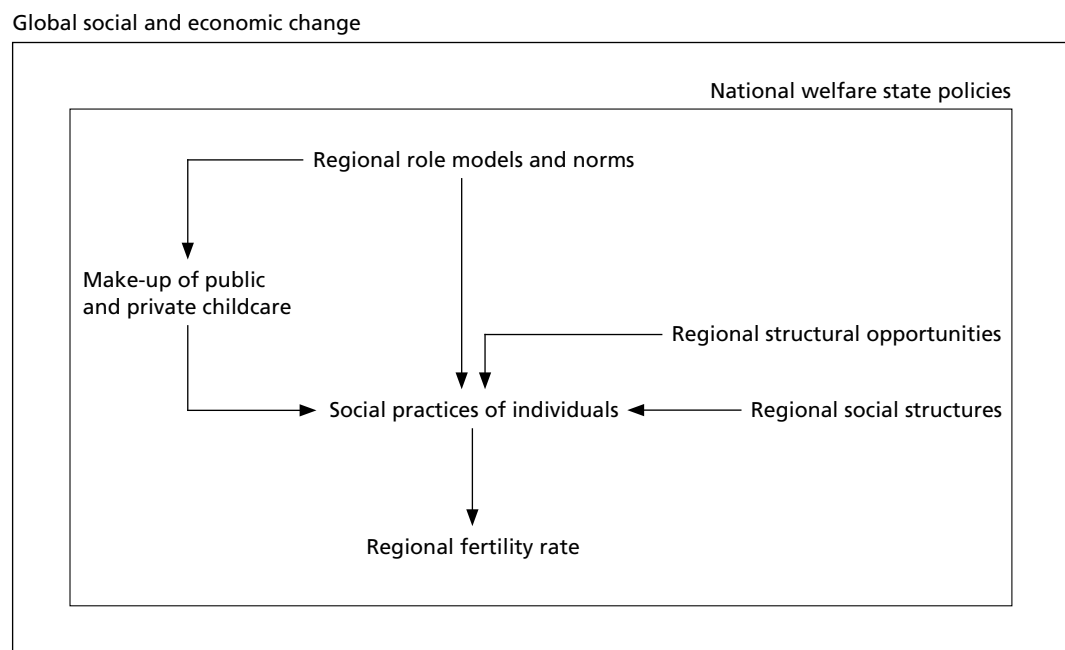 Global social and economic change
National welfare state policies
Regional role models and norms
Make-up of public
and private childcare
Regional structural opportunities
Social practices of individuals
Regional social structures
Regional fertility rate